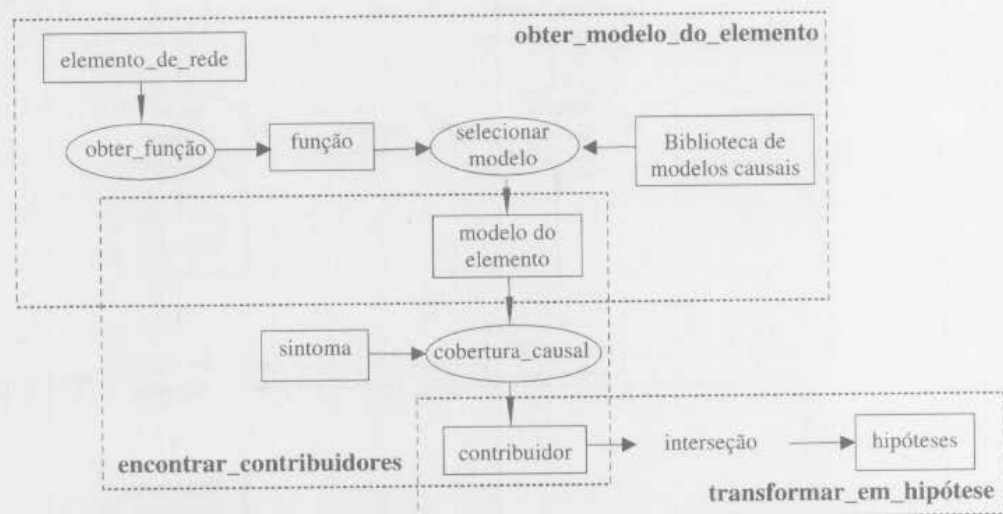 obter_modelo_do_elemento
elemento_de_rede
obter_função
função
selecionar
modelo
Biblioteca de
modelos causais
modelo do
elemento
sintoma
cobertura_causal
encontrar_contribuidores
contribuidor
interseção
hipóteses
transformar_em_hipótese